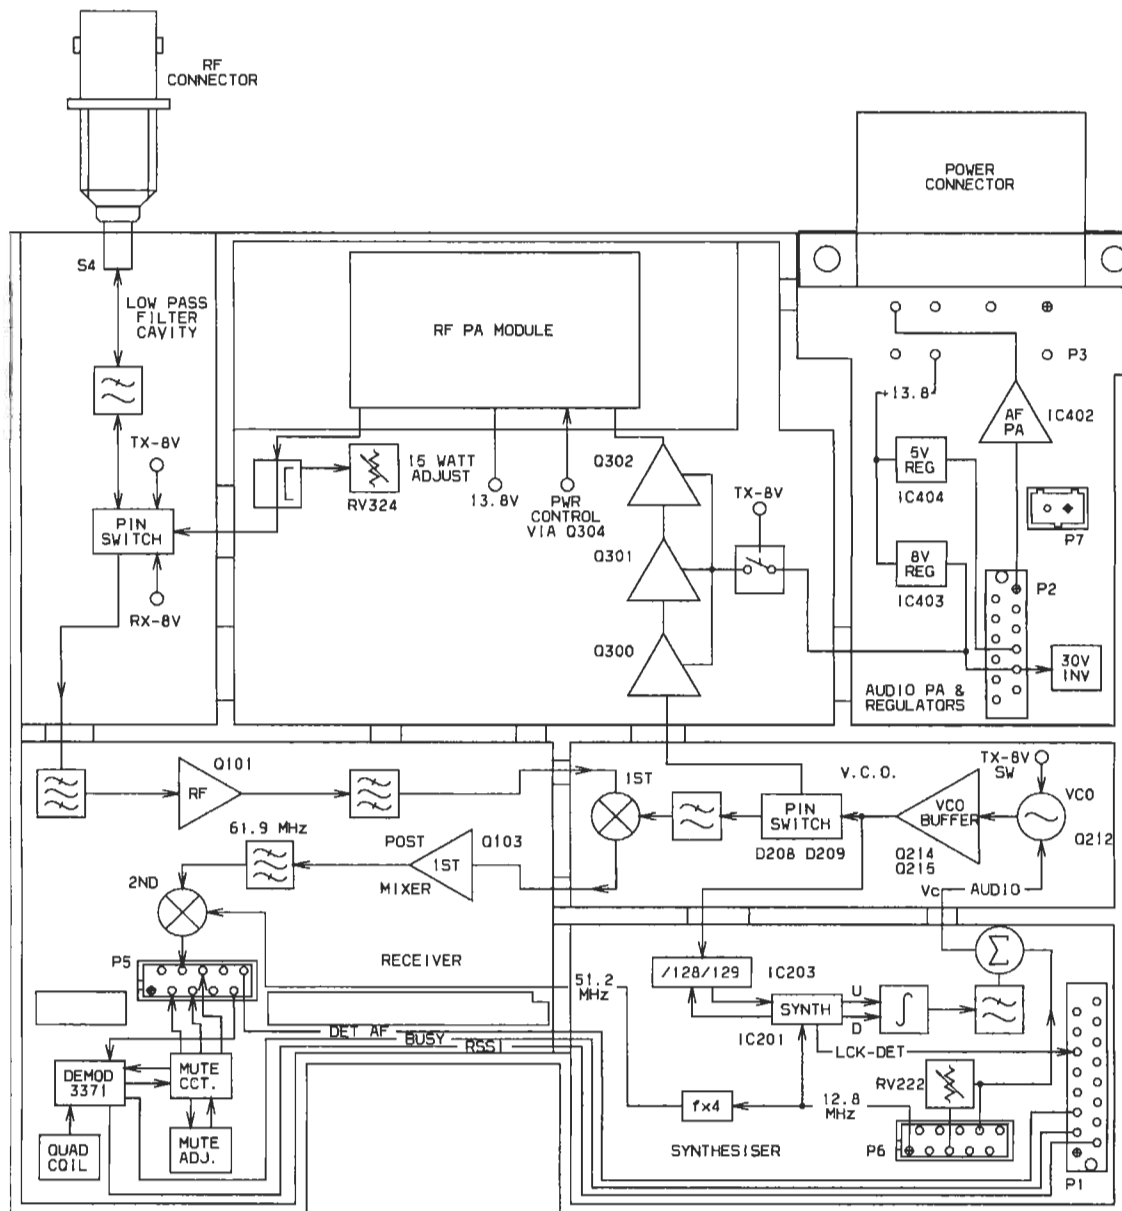 RF
CONNECTOR
POWER
CONNECTOR
S4
LOW PASS
FILTER
CAVITY
RF PA MODULE
P3
+13.8
AF
PA
IC402
TX-8V
15 WATT
ADJUST
RV324
13.8V
PWR
CONTROL
VIA Q304
Q302
TX-8V
5V
REG
IC404
P7
PIN
SWITCH
Q301
8V
REG
IC403
P2
RX-8V
Q300
30V
INV
AUDIO PA &
REGULATORS
Q101
RF
1ST
V.C.O.
TX-8V
SW
VCO
PIN
SWITCH
VCO
BUFFER
Q212
61.9 MHz
POST
Q103
1ST
MIXER
D208 D209
Q214
Q215
2ND
Vc
AUDIO
P5
RECEIVER
51.2
MHz
/128/129
IC203
Σ
SYNTH
U
D
∫
IC201
DET AF
BUSY
RSSI
LCK-DET
DEMOD
3371
MUTE
CCT.
RV222
fx4
12.8
MHz
QUAD
COIL
MUTE
ADJ.
SYNTHESISER
P6
P1